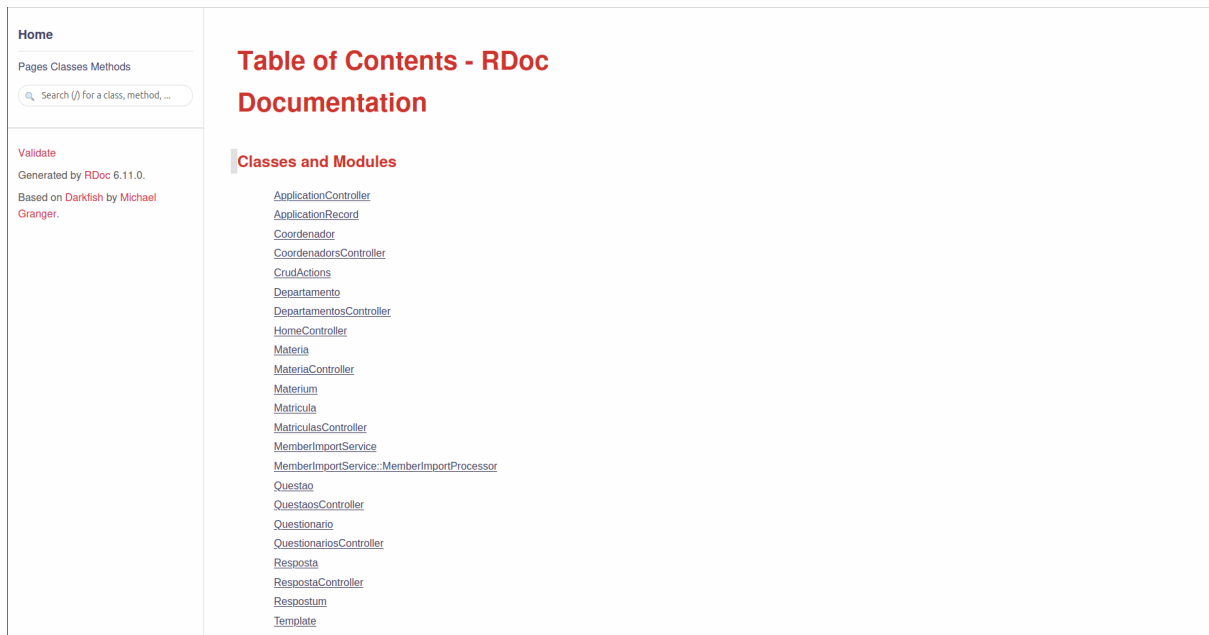 Home
Pages Classes Methods
Search (/) for a class, method, ...
Validate
Generated by RDoc 6.11.0.
Based on Darkfish by Michael
Granger.
Table of Contents - RDoc
Documentation
Classes and Modules
ApplicationController
ApplicationRecord
Coordenador
CoordenadorsController
CrudActions
Departamento
DepartamentosController
HomeController
Materia
MateriaController
Materium
Matricula
MatriculasController
MemberImportService
MemberImportService::MemberImportProcessor
Questao
QuestaosController
Questionario
QuestionariosController
Resposta
RespostaController
Respostum
Template